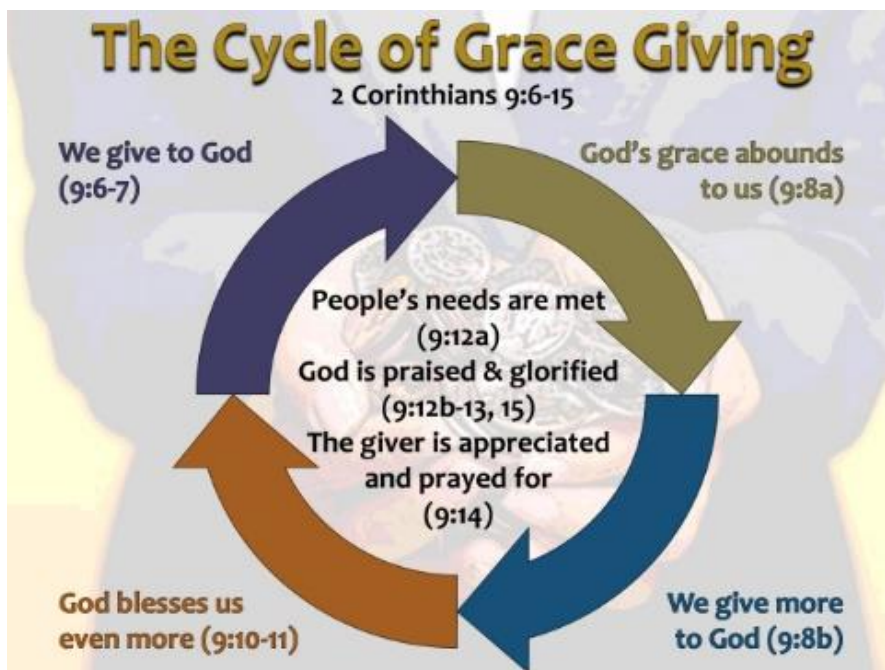 The Cycle of Grace Giving
2 Corinthians 9:6-15
We give to God
(9:6-7)
God’s grace abounds
to us (9:8a)
People’s needs are met
(9:12a)
God is praised & glorified
(9:12b-13, 15)
The giver is appreciated
and prayed for
(9:14)
God blesses us
even more (9:10-11)
We give more
to God (9:8b)